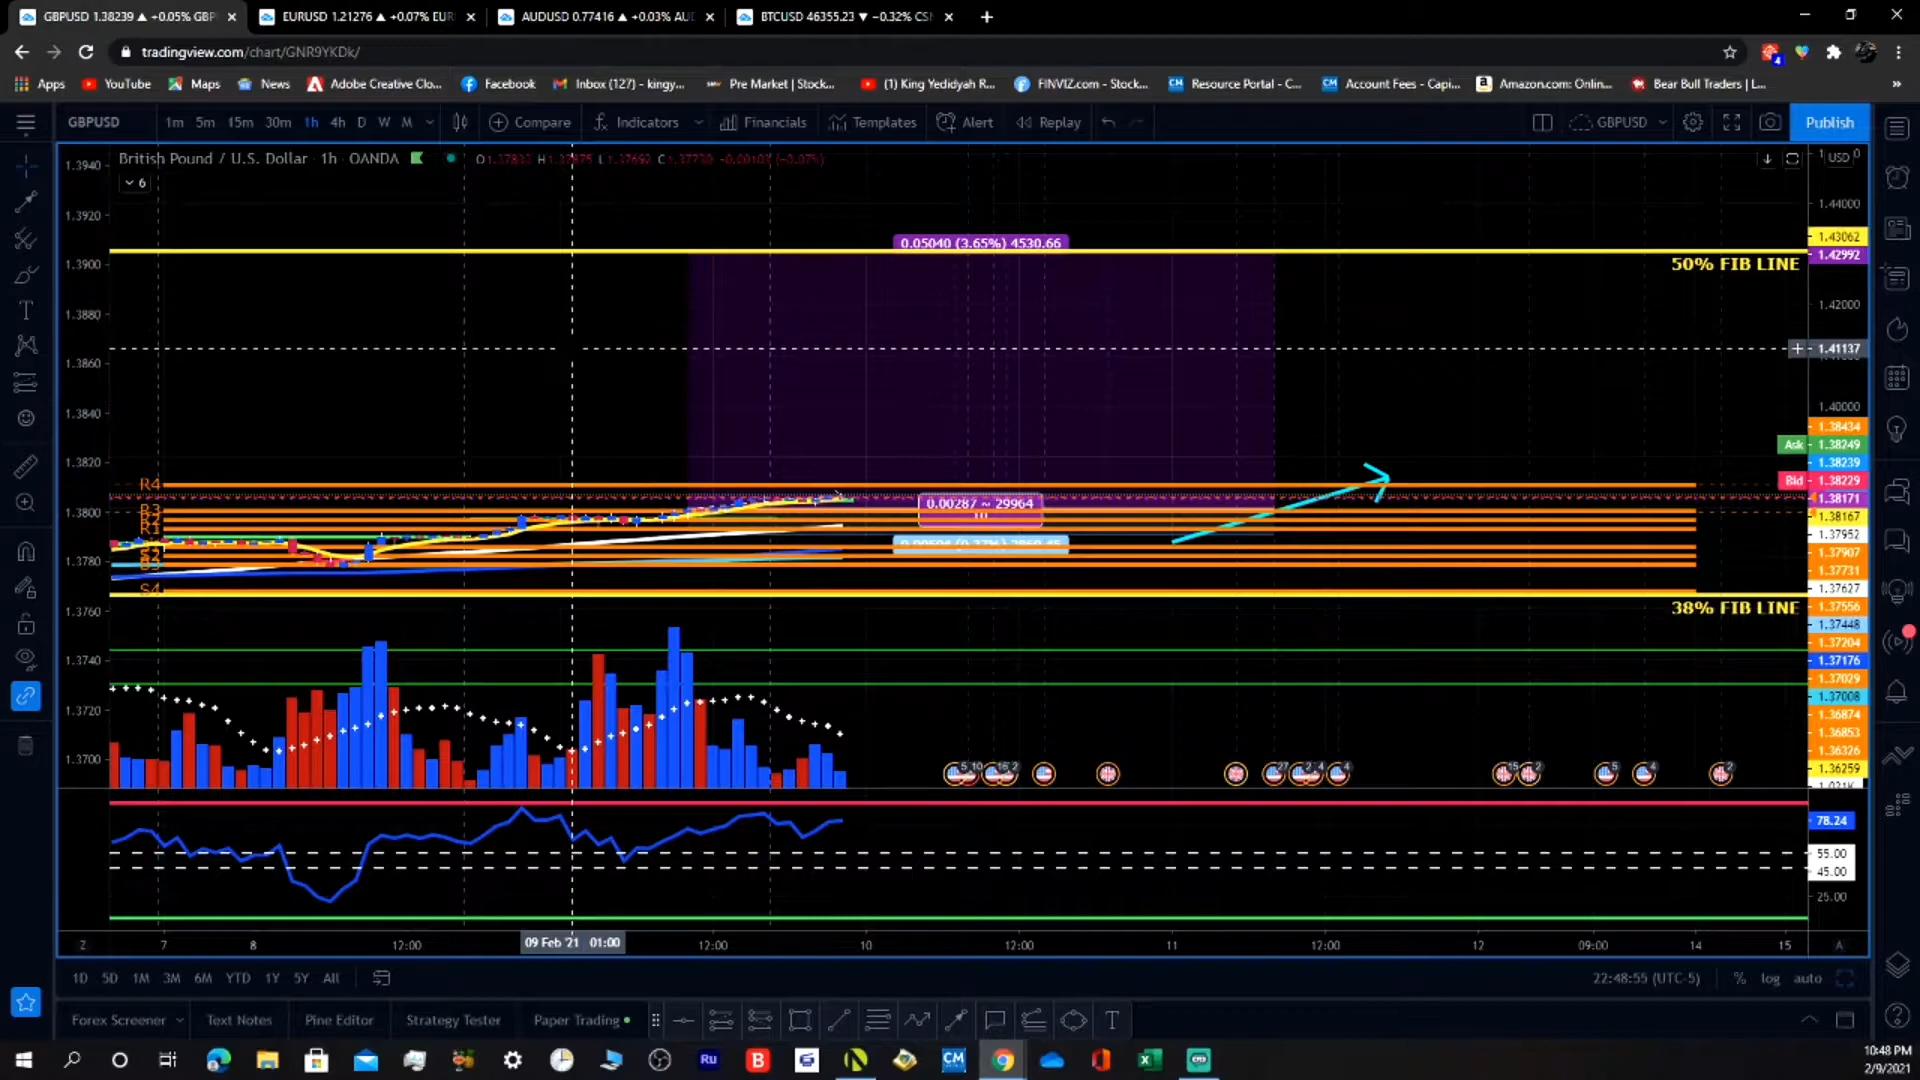 GBPUSD 1.38239 ▲ +0.05% GBP
EURUSD 1.21276 ▲ +0.07% EUR
AUDUSD 0.77416 ▲ +0.03% AUD
BTCUSD 46355.23 ▼ −0.32%
tradingview.com/chart/GNR9YKDk/
Apps YouTube Maps News Adobe Creative Clo... Facebook Inbox (127) - kingy... Pre Market | Stock... (1) King Yedidyah R... FINVIZ.com - Stock... Resource Portal - C... Account Fees - Capi... Amazon.com: Onlin... Bear Bull Traders | L... »
GBPUSD 1m 5m 15m 30m 1h 4h D W M Compare Indicators Financials Templates Alert Replay GBPUSD Publish
British Pound / U.S. Dollar · 1h · OANDA
6
USD
1.3940
1.3920
1.3900
1.3880
1.3860
1.3840
1.3820
1.3800
1.3780
1.3760
1.3740
1.3720
1.3700
0.05040 (3.65%) 4530.66
50% FIB LINE
R4
R3
0.00287 ~ 29964
S4
38% FIB LINE
1.44000
1.43062
1.42992
1.42000
1.41137
1.40000
1.38434
Ask 1.38249
1.38239
Bid 1.38229
1.38171
1.38167
1.37952
1.37907
1.37731
1.37627
1.37556
1.37448
1.37204
1.37176
1.37029
1.37008
1.36874
1.36853
1.36326
1.36259
78.24
55.00
45.00
25.00
Z 7 8 12:00 09 Feb '21 01:00 12:00 10 12:00 11 12:00 12 09:00 14 15 A
1D 5D 1M 3M 6M YTD 1Y 5Y All 22:48:55 (UTC-5) % log auto
Forex Screener Text Notes Pine Editor Strategy Tester Paper Trading
10:48 PM
2/9/2021